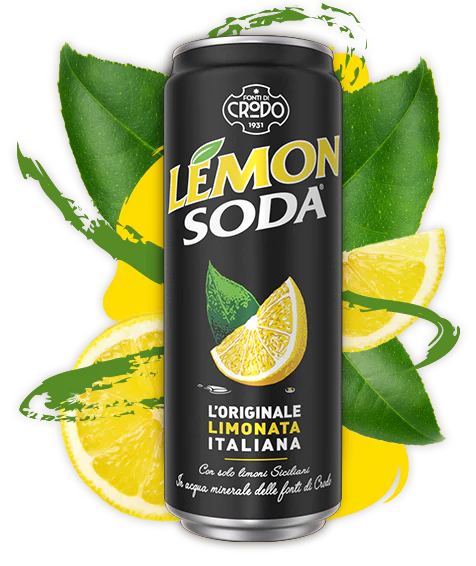 FONTI DI
CRODO
1931
LEMON
SODA®
L'ORIGINALE
LIMONATA
ITALIANA
Con solo limoni Siciliani
In acqua minerale delle fonti di Crodo